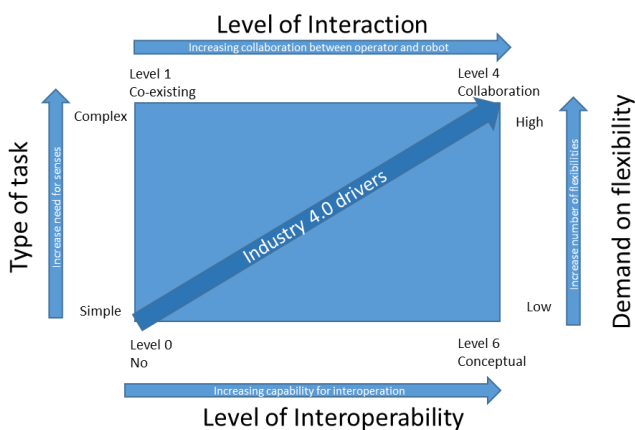 Level of Interaction
Increasing collaboration between operator and robot
Level 1
Co-existing
Level 4
Collaboration
Complex
High
Type of task
Increase need for senses
Industry 4.0 drivers
Increase number of flexibilities
Demand on flexibility
Simple
Low
Level 0
No
Level 6
Conceptual
Increasing capability for interoperation
Level of Interoperability